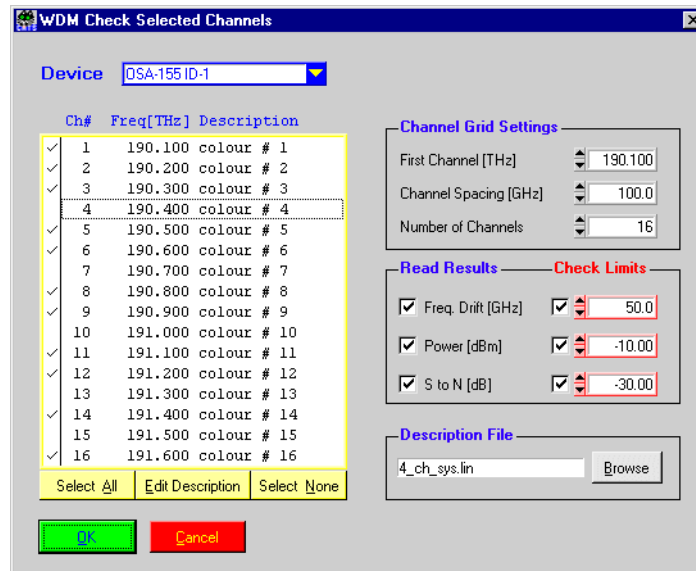 WDM Check Selected Channels
Device OSA-155 ID-1
Ch# Freq[THz] Description
1 190.100 colour # 1
2 190.200 colour # 2
3 190.300 colour # 3
4 190.400 colour # 4
5 190.500 colour # 5
6 190.600 colour # 6
7 190.700 colour # 7
8 190.800 colour # 8
9 190.900 colour # 9
10 191.000 colour # 10
11 191.100 colour # 11
12 191.200 colour # 12
13 191.300 colour # 13
14 191.400 colour # 14
15 191.500 colour # 15
16 191.600 colour # 16
Select All Edit Description Select None
OK Cancel
Channel Grid Settings
First Channel [THz] 190.100
Channel Spacing [GHz] 100.0
Number of Channels 16
Read Results Check Limits
Freq. Drift [GHz] 50.0
Power [dBm] -10.00
S to N [dB] -30.00
Description File
4_ch_sys.lin Browse